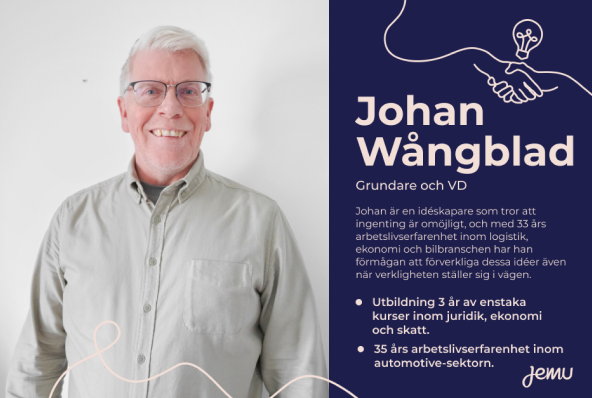 Johan
Wångblad
Grundare och VD
Johan är en idéskapare som tror att
ingenting är omöjligt, och med 33 års
arbetslivserfarenhet inom logistik,
ekonomi och bilbranschen har han
förmågan att förverkliga dessa idéer även
när verkligheten ställer sig i vägen.
Utbildning 3 år av enstaka
kurser inom juridik, ekonomi
och skatt.
35 års arbetslivserfarenhet inom
automotive-sektorn.
Jemu